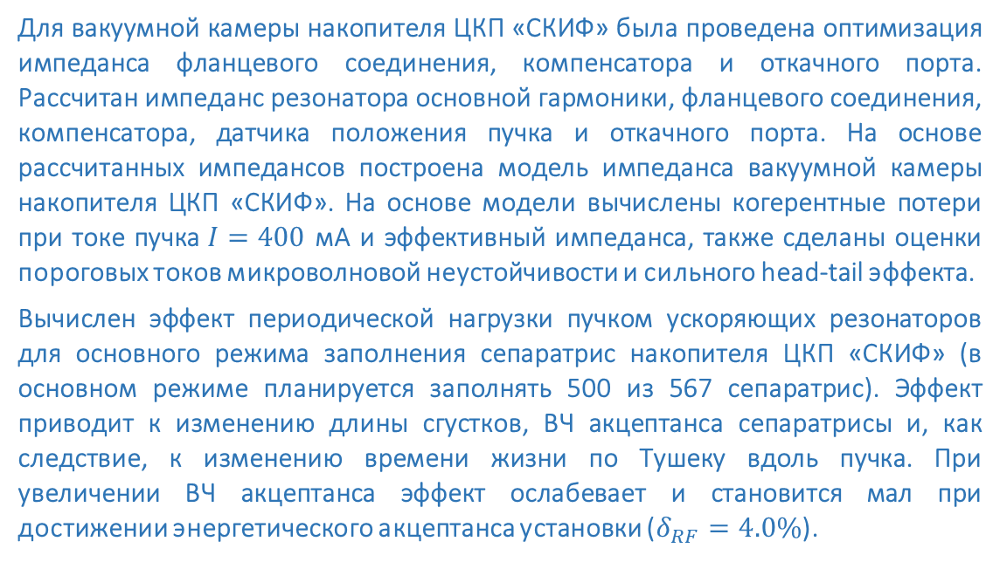 Для вакуумной камеры накопителя ЦКП «СКИФ» была проведена оптимизация
импеданса фланцевого соединения, компенсатора и откачного порта.
Рассчитан импеданс резонатора основной гармоники, фланцевого соединения,
компенсатора, датчика положения пучка и откачного порта. На основе
рассчитанных импедансов построена модель импеданса вакуумной камеры
накопителя ЦКП «СКИФ». На основе модели вычислены когерентные потери
при токе пучка I = 400 мА и эффективный импеданса, также сделаны оценки
пороговых токов микроволновой неустойчивости и сильного head-tail эффекта.
Вычислен эффект периодической нагрузки пучком ускоряющих резонаторов
для основного режима заполнения сепаратрис накопителя ЦКП «СКИФ» (в
основном режиме планируется заполнять 500 из 567 сепаратрис). Эффект
приводит к изменению длины сгустков, ВЧ акцептанса сепаратрисы и, как
следствие, к изменению времени жизни по Тушеку вдоль пучка. При
увеличении ВЧ акцептанса эффект ослабевает и становится мал при
достижении энергетического акцептанса установки (δ_RF = 4.0%).